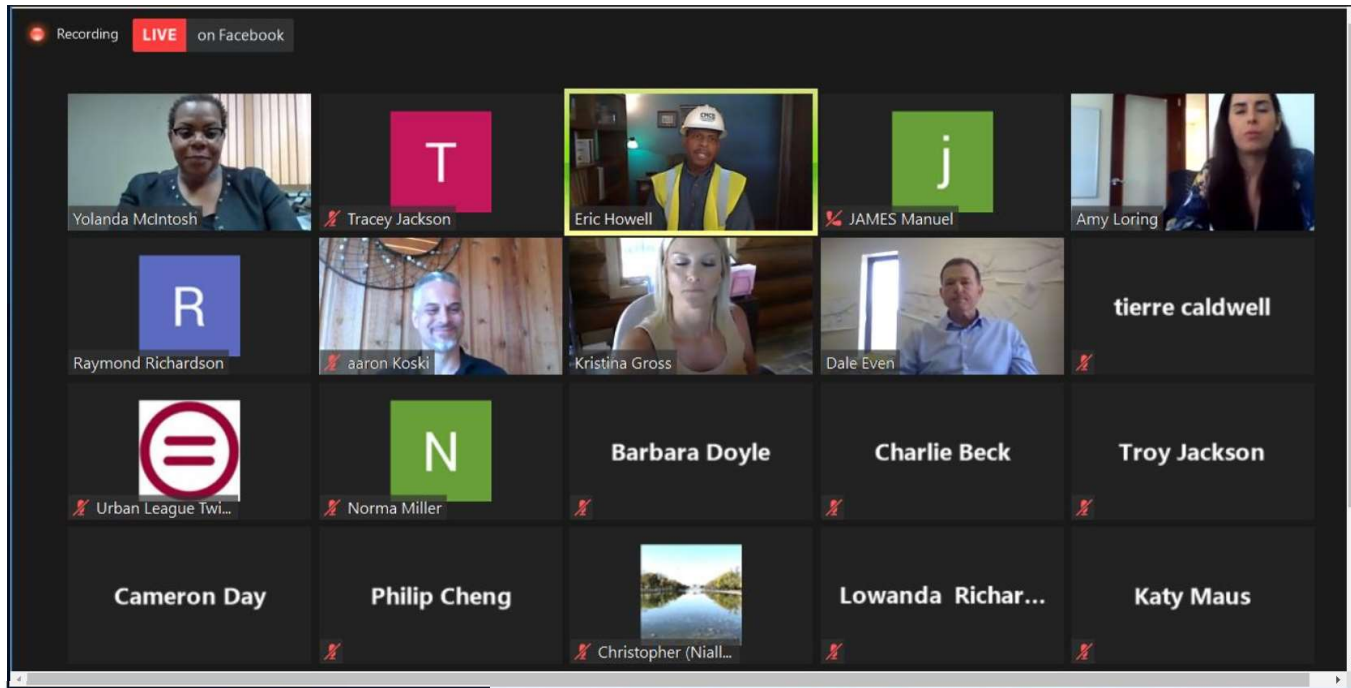 Recording LIVE on Facebook
T
j
CMCS
Yolanda McIntosh
Tracey Jackson
Eric Howell
JAMES Manuel
Amy Loring
R
tierre caldwell
Raymond Richardson
aaron Koski
Kristina Gross
Dale Even
N
Barbara Doyle
Charlie Beck
Troy Jackson
Urban League Twi...
Norma Miller
Cameron Day
Philip Cheng
Lowanda Richar...
Katy Maus
Christopher (Niall...